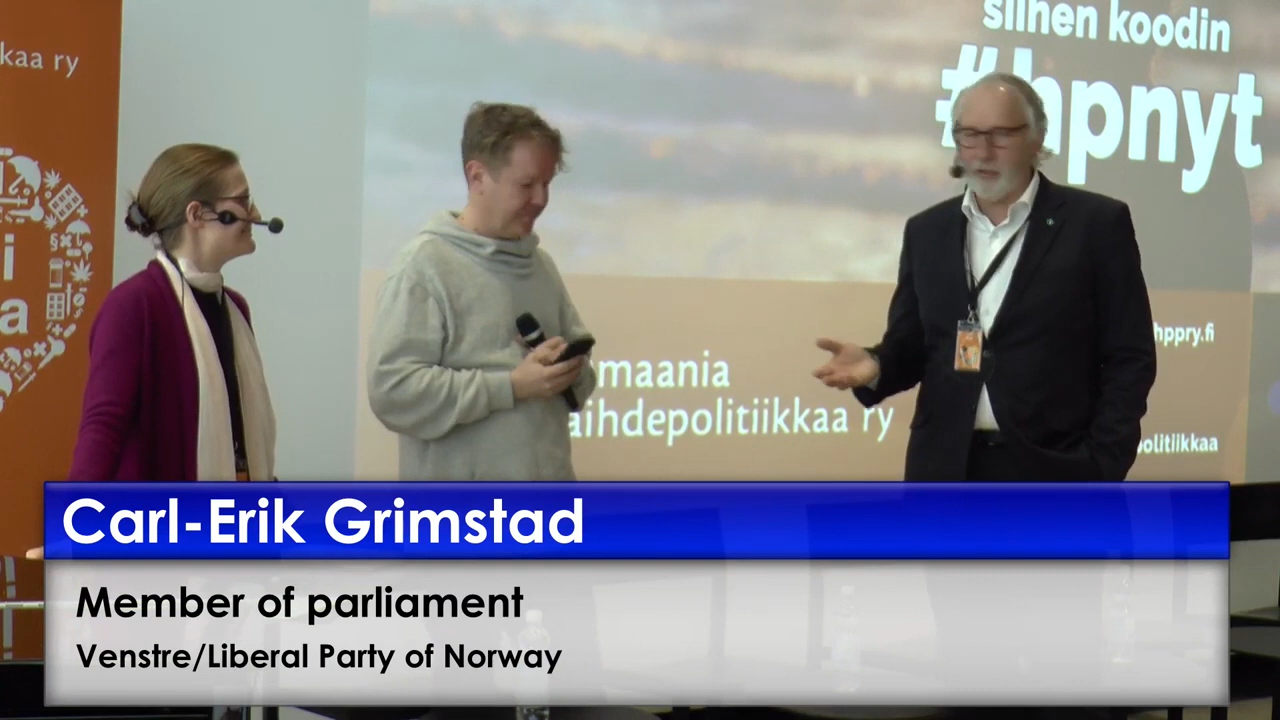 kaa ry
siihen koodin
#hpnyt
i
a
hppry.fi
maania
aihdepolitiikkaa ry
politiikkaa
Carl-Erik Grimstad
Member of parliament
Venstre/Liberal Party of Norway